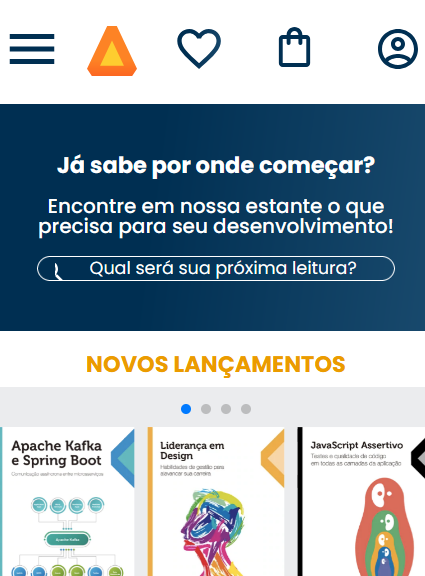 Já sabe por onde começar?
Encontre em nossa estante o que
precisa para seu desenvolvimento!
Qual será sua próxima leitura?
NOVOS LANÇAMENTOS
Apache Kafka
e Spring Boot
Comunicação assíncrona entre microsserviços
Apache Kafka
Liderança em
Design
Habilidades de gestão para
alavancar sua carreira
JavaScript Assertivo
Testes e qualidade de código
em todas as camadas da aplicação